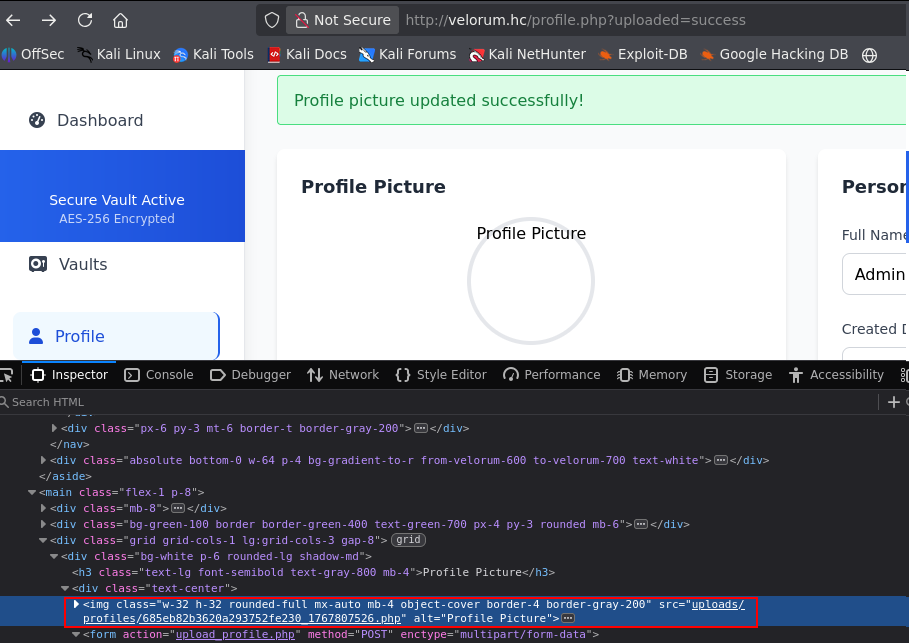 Not Secure http://velorum.hc/profile.php?uploaded=success
OffSec Kali Linux Kali Tools Kali Docs Kali Forums Kali NetHunter Exploit-DB Google Hacking DB
Profile picture updated successfully!
Dashboard
Secure Vault Active
AES-256 Encrypted
Vaults
Profile
Profile Picture
Profile Picture
Person
Full Name
Admin
Created D
Inspector Console Debugger Network Style Editor Performance Memory Storage Accessibility
Search HTML
<div class="px-6 py-3 mt-6 border-t border-gray-200"></div>
</nav>
<div class="absolute bottom-0 w-64 p-4 bg-gradient-to-r from-velorum-600 to-velorum-700 text-white"></div>
</aside>
<main class="flex-1 p-8">
<div class="mb-8"></div>
<div class="bg-green-100 border border-green-400 text-green-700 px-4 py-3 rounded mb-6"></div>
<div class="grid grid-cols-1 lg:grid-cols-3 gap-8"> grid
<div class="bg-white p-6 rounded-lg shadow-md">
<h3 class="text-lg font-semibold text-gray-800 mb-4">Profile Picture</h3>
<div class="text-center">
<img class="w-32 h-32 rounded-full mx-auto mb-4 object-cover border-4 border-gray-200" src="uploads/
profiles/685eb82b3620a293752fe230_1767807526.php" alt="Profile Picture">
<form action="upload_profile.php" method="POST" enctype="multipart/form-data">